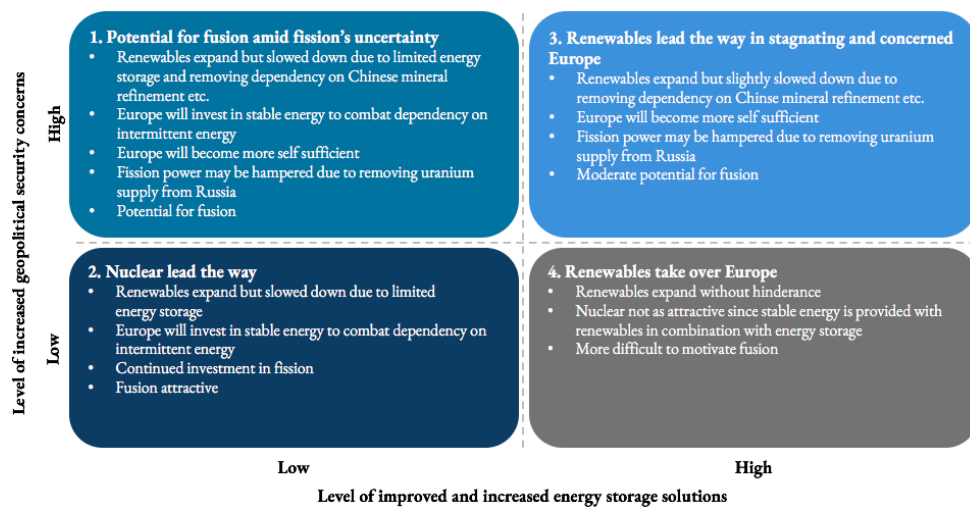 1. Potential for fusion amid fission's uncertainty
• Renewables expand but slowed down due to limited energy
storage and removing dependency on Chinese mineral
refinement etc.
• Europe will invest in stable energy to combat dependency on
intermittent energy
• Europe will become more self sufficient
• Fission power may be hampered due to removing uranium
supply from Russia
• Potential for fusion
3. Renewables lead the way in stagnating and concerned
Europe
• Renewables expand but slightly slowed down due to
removing dependency on Chinse mineral refinement etc.
• Europe will become more self sufficient
• Fission power may be hampered due to removing uranium
supply from Russia
• Moderate potential for fusion
2. Nuclear lead the way
• Renewables expand but slowed down due to limited
energy storage
• Europe will invest in stable energy to combat dependency on
intermittent energy
• Continued investment in fission
• Fusion attractive
4. Renewables take over Europe
• Renewables expand without hinderance
• Nuclear not as attractive since stable energy is provided with
renewables in combination with energy storage
• More difficult to motivate fusion
Level of increased geopolitical security concerns
High
Low
Low
High
Level of improved and increased energy storage solutions